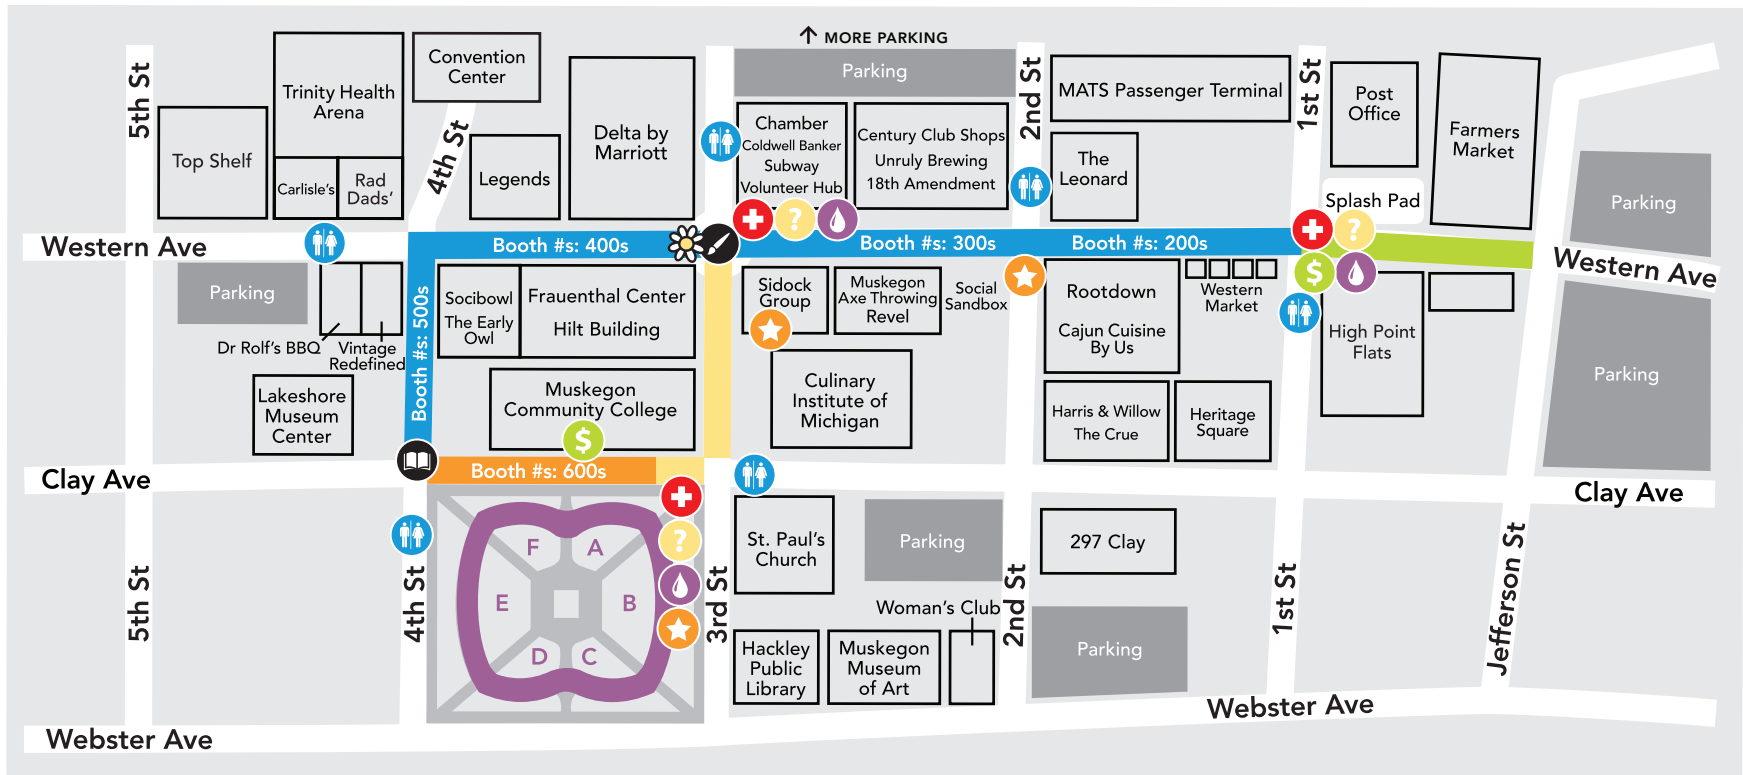 MORE PARKING
Parking
5th St
Trinity Health
Arena
Convention
Center
4th St
Top Shelf
Carlisle's
Rad
Dads'
Legends
Delta by
Marriott
Chamber
Coldwell Banker
Subway
Volunteer Hub
Century Club Shops
Unruly Brewing
18th Amendment
2nd St
MATS Passenger Terminal
The
Leonard
1st St
Post
Office
Splash Pad
Farmers
Market
Parking
Western Ave
Booth #s: 400s
?
Booth #s: 300s
Booth #s: 200s
?
$
Western Ave
Parking
Dr Rolf's BBQ
Vintage
Redefined
Booth #s: 500s
Socibowl
The Early
Owl
Frauenthal Center
Hilt Building
Sidock
Group
Muskegon
Axe Throwing
Revel
Social
Sandbox
Rootdown
Cajun Cuisine
By Us
Western
Market
High Point
Flats
Parking
Lakeshore
Museum
Center
Muskegon
Community College
$
Culinary
Institute of
Michigan
Harris & Willow
The Crue
Heritage
Square
Clay Ave
Booth #s: 600s
Clay Ave
5th St
4th St
F
A
E
B
D
C
?
3rd St
St. Paul's
Church
Parking
2nd St
297 Clay
1st St
Jefferson St
Woman's Club
Hackley
Public
Library
Muskegon
Museum
of Art
Parking
Webster Ave
Webster Ave